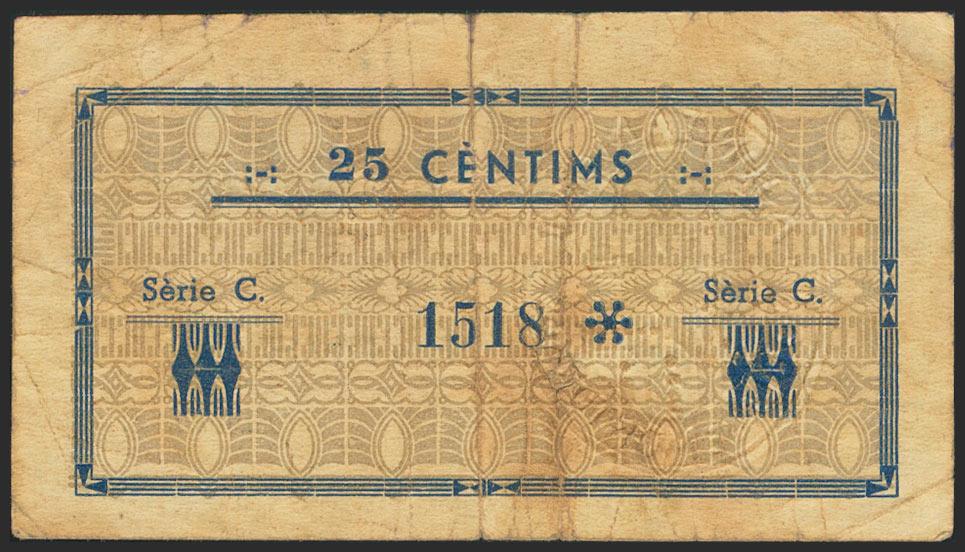 :-: 25 CÈNTIMS :-:
Sèrie C.
1518 *
Sèrie C.